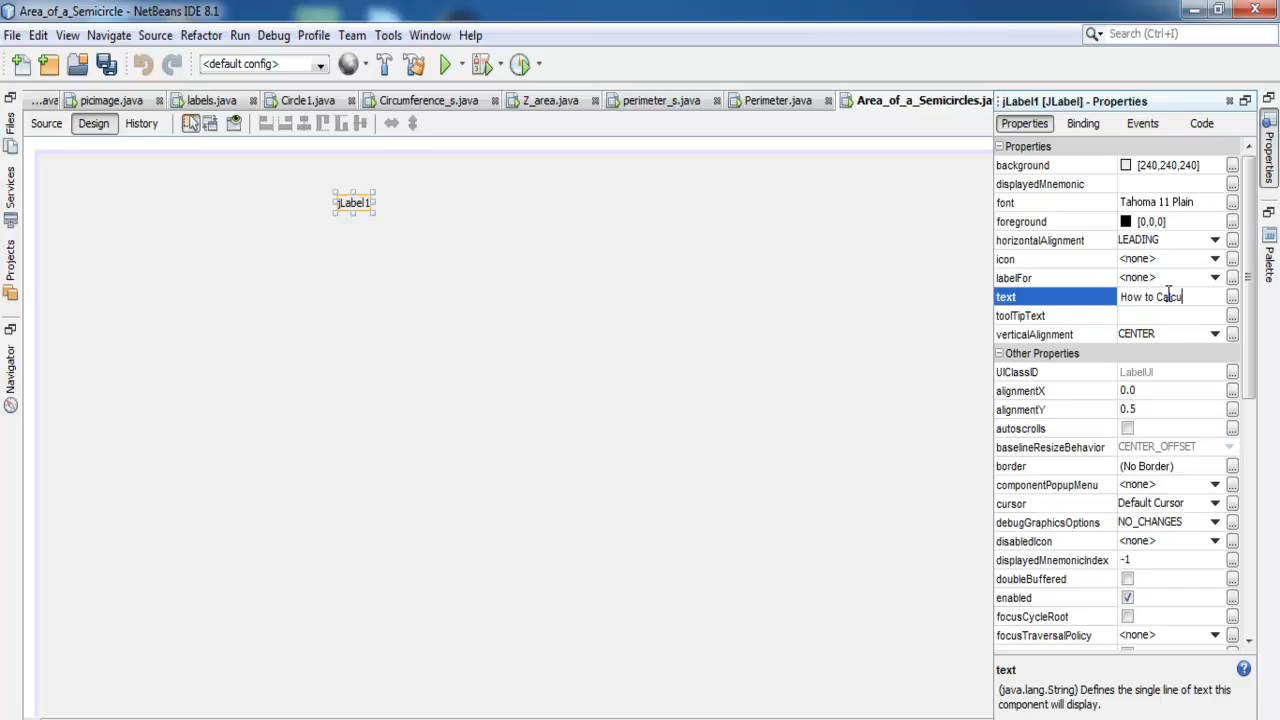 Area_of_a_Semicircle - NetBeans IDE 8.1
File Edit View Navigate Source Refactor Run Debug Profile Team Tools Window Help
Search (Ctrl+I)
<default config>
...ava picimage.java labels.java Circle1.java Circumference_s.java Z_area.java perimeter_s.java Perimeter.java Area_of_a_Semicircles.ja
jLabel1 [JLabel] - Properties
Source Design History
Properties Binding Events Code
Files
Services
Projects
Navigator
jLabel1
Properties
background [240,240,240]
displayedMnemonic
font Tahoma 11 Plain
foreground [0,0,0]
horizontalAlignment LEADING
icon <none>
labelFor <none>
text How to Calcu
toolTipText
verticalAlignment CENTER
Other Properties
UIClassID LabelUI
alignmentX 0.0
alignmentY 0.5
autoscrolls
baselineResizeBehavior CENTER_OFFSET
border (No Border)
componentPopupMenu <none>
cursor Default Cursor
debugGraphicsOptions NO_CHANGES
disabledIcon <none>
displayedMnemonicIndex -1
doubleBuffered
enabled
focusCycleRoot
focusTraversalPolicy <none>
text
(java.lang.String) Defines the single line of text this
component will display.
Properties
Palette